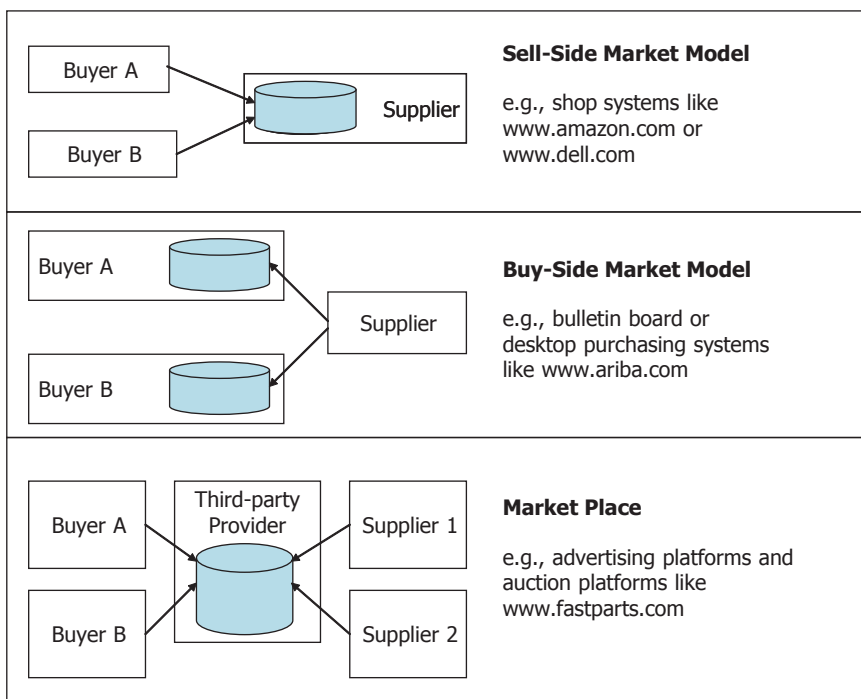 Buyer A
Buyer B
Supplier
Sell-Side Market Model
e.g., shop systems like
www.amazon.com or
www.dell.com
Buyer A
Buyer B
Supplier
Buy-Side Market Model
e.g., bulletin board or
desktop purchasing systems
like www.ariba.com
Buyer A
Buyer B
Third-party
Provider
Supplier 1
Supplier 2
Market Place
e.g., advertising platforms and
auction platforms like
www.fastparts.com